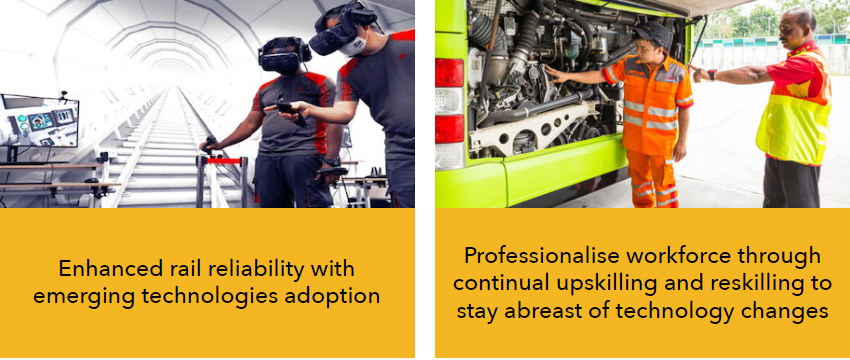 Enhanced rail reliability with
emerging technologies adoption
Professionalise workforce through
continual upskilling and reskilling to
stay abreast of technology changes